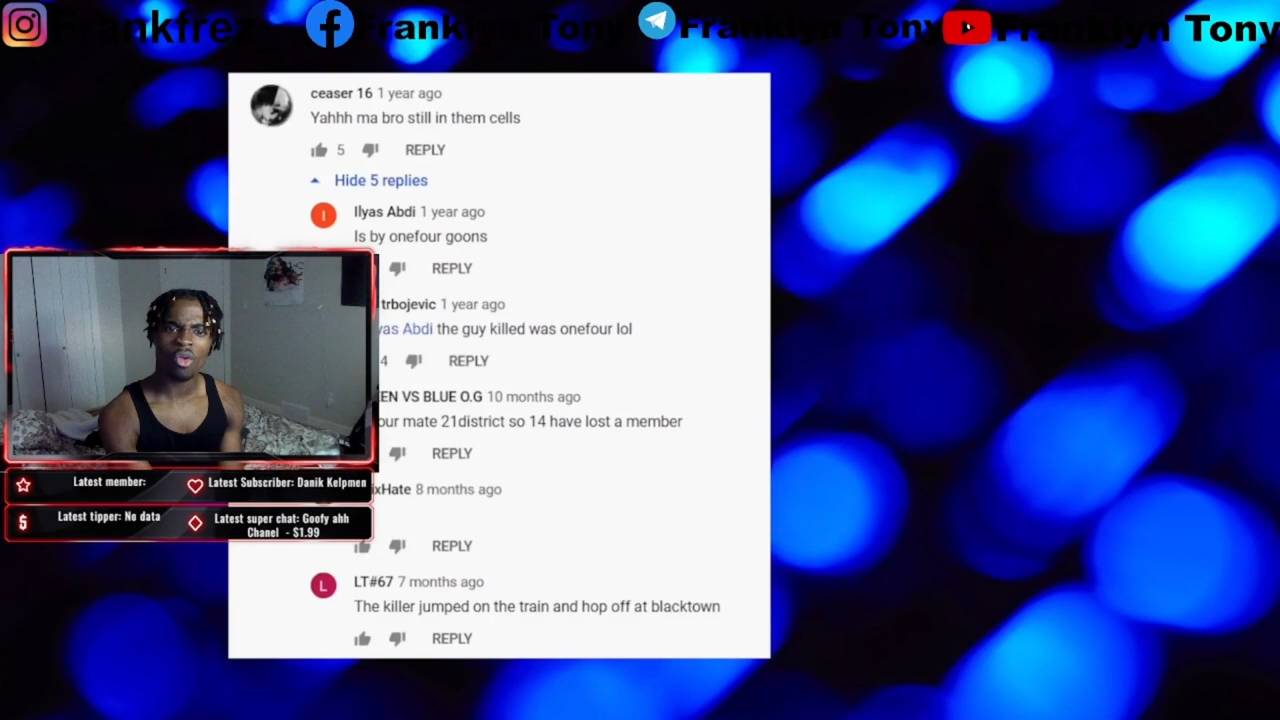 Frankfrez
Franklyn Tony
Franklyn Tony
Franklyn Tony
ceaser 16 1 year ago
Yahhh ma bro still in them cells
5 REPLY
Hide 5 replies
I
Ilyas Abdi 1 year ago
Is by onefour goons
REPLY
trbojevic 1 year ago
yas Abdi the guy killed was onefour lol
4 REPLY
EN VS BLUE O.G 10 months ago
our mate 21district so 14 have lost a member
REPLY
ixHate 8 months ago
REPLY
L
LT#67 7 months ago
The killer jumped on the train and hop off at blacktown
REPLY
Latest member:
Latest Subscriber: Danik Kelpmen
Latest tipper: No data
Latest super chat: Goofy ahh
Chanel - $1.99